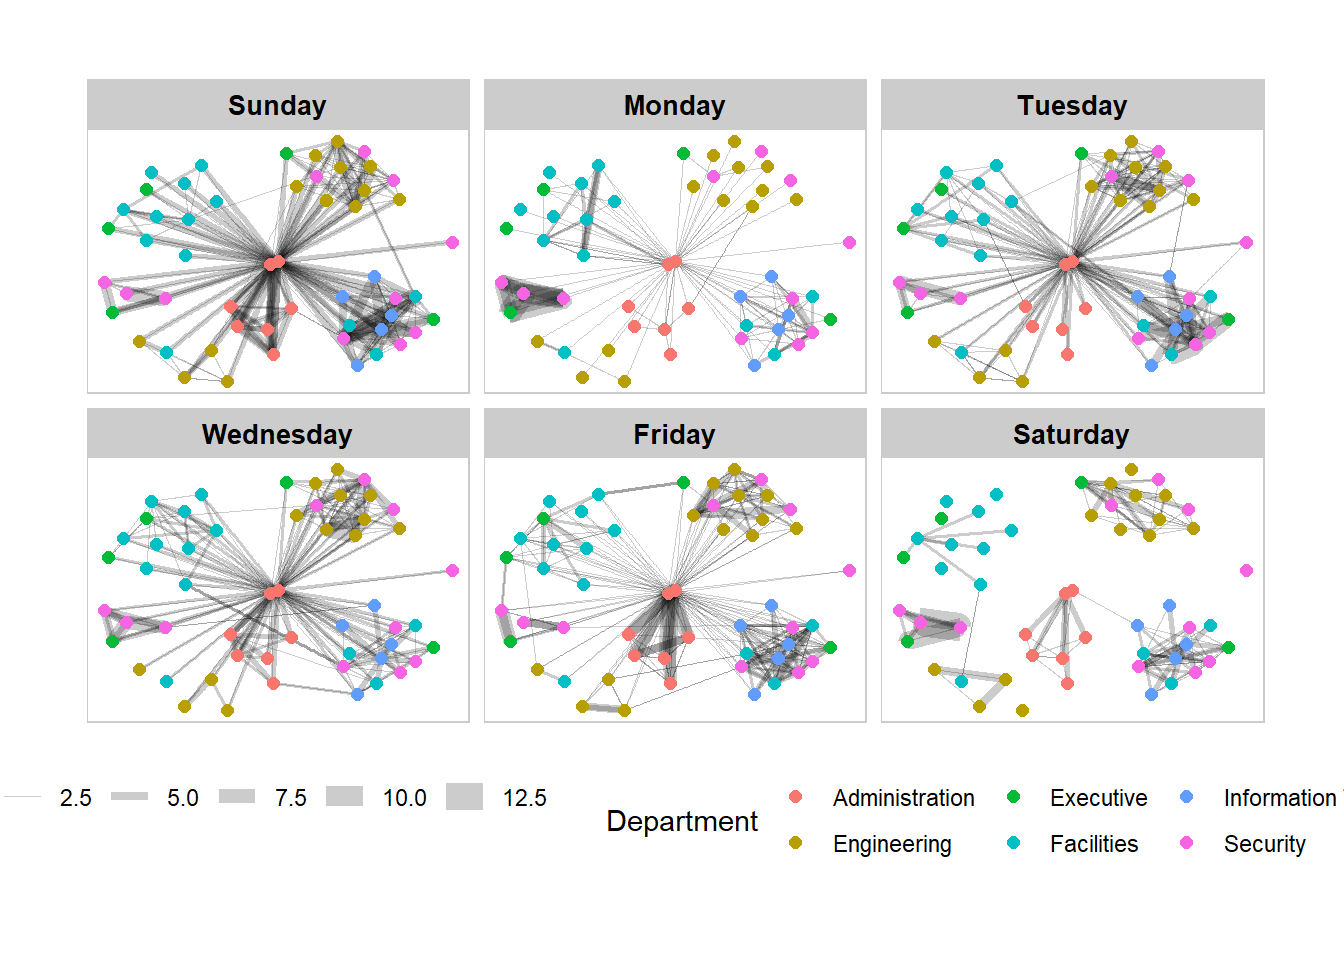 Sunday
Monday
Tuesday
Wednesday
Friday
Saturday
2.5
5.0
7.5
10.0
12.5
Department
Administration
Executive
Information
Engineering
Facilities
Security